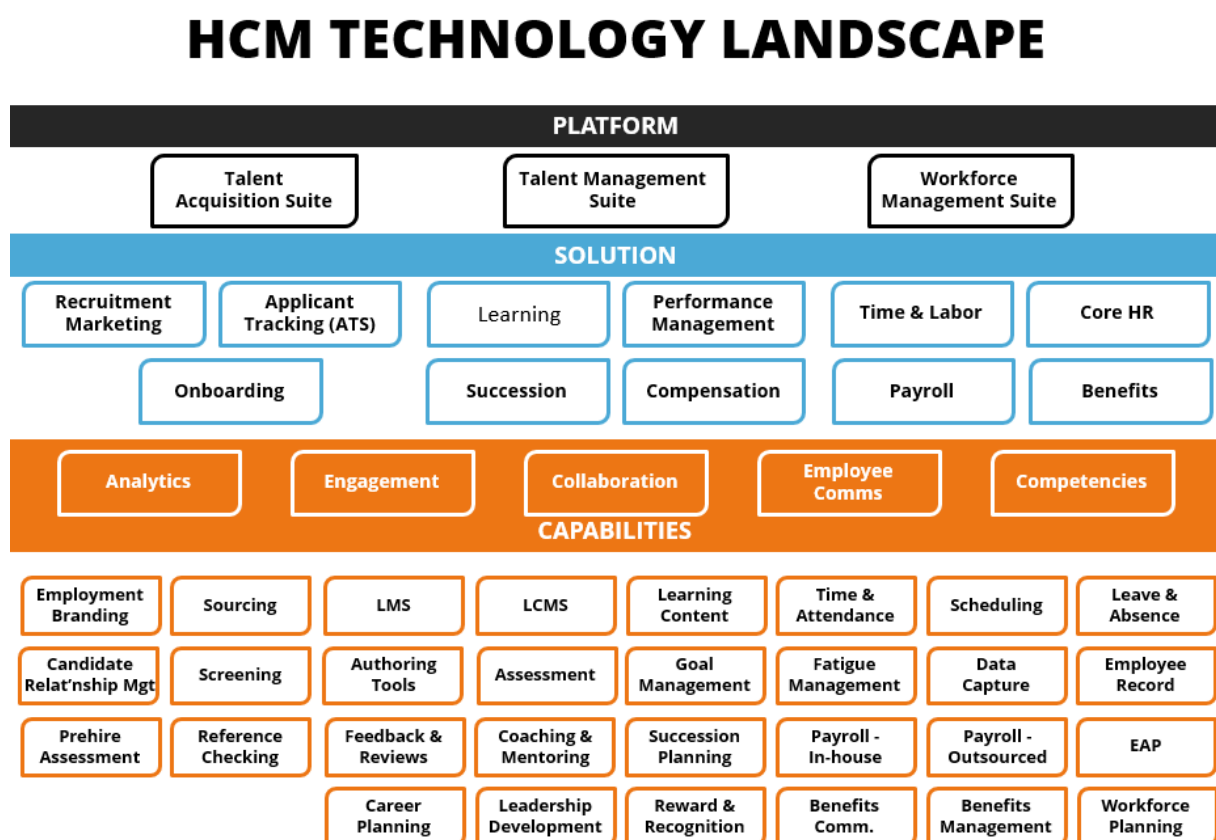 HCM TECHNOLOGY LANDSCAPE
PLATFORM
Talent
Acquisition Suite
Talent Management
Suite
Workforce
Management Suite
SOLUTION
Recruitment
Marketing
Applicant
Tracking (ATS)
Learning
Performance
Management
Time & Labor
Core HR
Onboarding
Succession
Compensation
Payroll
Benefits
Analytics
Engagement
Collaboration
Employee
Comms
Competencies
CAPABILITIES
Employment
Branding
Sourcing
LMS
LCMS
Learning
Content
Time &
Attendance
Scheduling
Leave &
Absence
Candidate
Relat'nship Mgt
Screening
Authoring
Tools
Assessment
Goal
Management
Fatigue
Management
Data
Capture
Employee
Record
Prehire
Assessment
Reference
Checking
Feedback &
Reviews
Coaching &
Mentoring
Succession
Planning
Payroll -
In-house
Payroll -
Outsourced
EAP
Career
Planning
Leadership
Development
Reward &
Recognition
Benefits
Comm.
Benefits
Management
Workforce
Planning